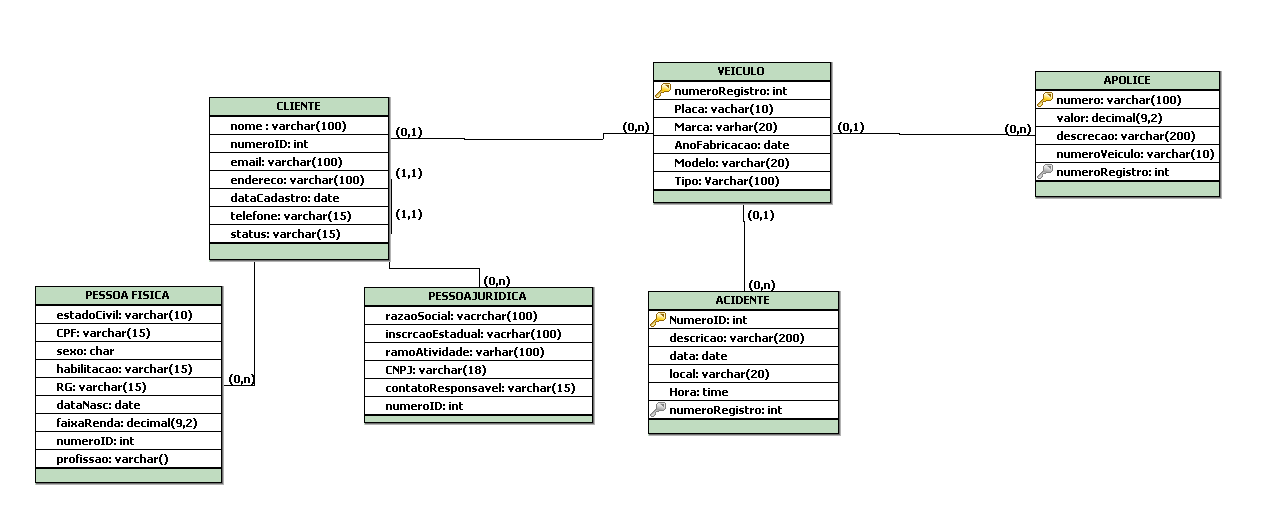 CLIENTE
nome : varchar(100)
numeroID: int
email: varchar(100)
endereco: varchar(100)
dataCadastro: date
telefone: varchar(15)
status: varchar(15)
(0,1)
(1,1)
(1,1)
(0,n)
VEICULO
numeroRegistro: int
Placa: vachar(10)
Marca: varhar(20)
AnoFabricacao: date
Modelo: varchar(20)
Tipo: Varchar(100)
(0,1)
(0,n)
APOLICE
numero: varchar(100)
valor: decimal(9,2)
descrecao: varchar(200)
numeroVeiculo: varchar(10)
numeroRegistro: int
(0,1)
(0,n)
PESSOA FISICA
estadoCivil: varchar(10)
CPF: varchar(15)
sexo: char
habilitacao: varchar(15)
RG: varchar(15)
dataNasc: date
faixaRenda: decimal(9,2)
numeroID: int
profissao: varchar()
(0,n)
(0,n)
PESSOAJURIDICA
razaoSocial: vacrchar(100)
inscrcaoEstadual: vacrhar(100)
ramoAtividade: varhar(100)
CNPJ: varchar(18)
contatoResponsavel: varchar(15)
numeroID: int
ACIDENTE
NumeroID: int
descricao: varchar(200)
data: date
local: varchar(20)
Hora: time
numeroRegistro: int